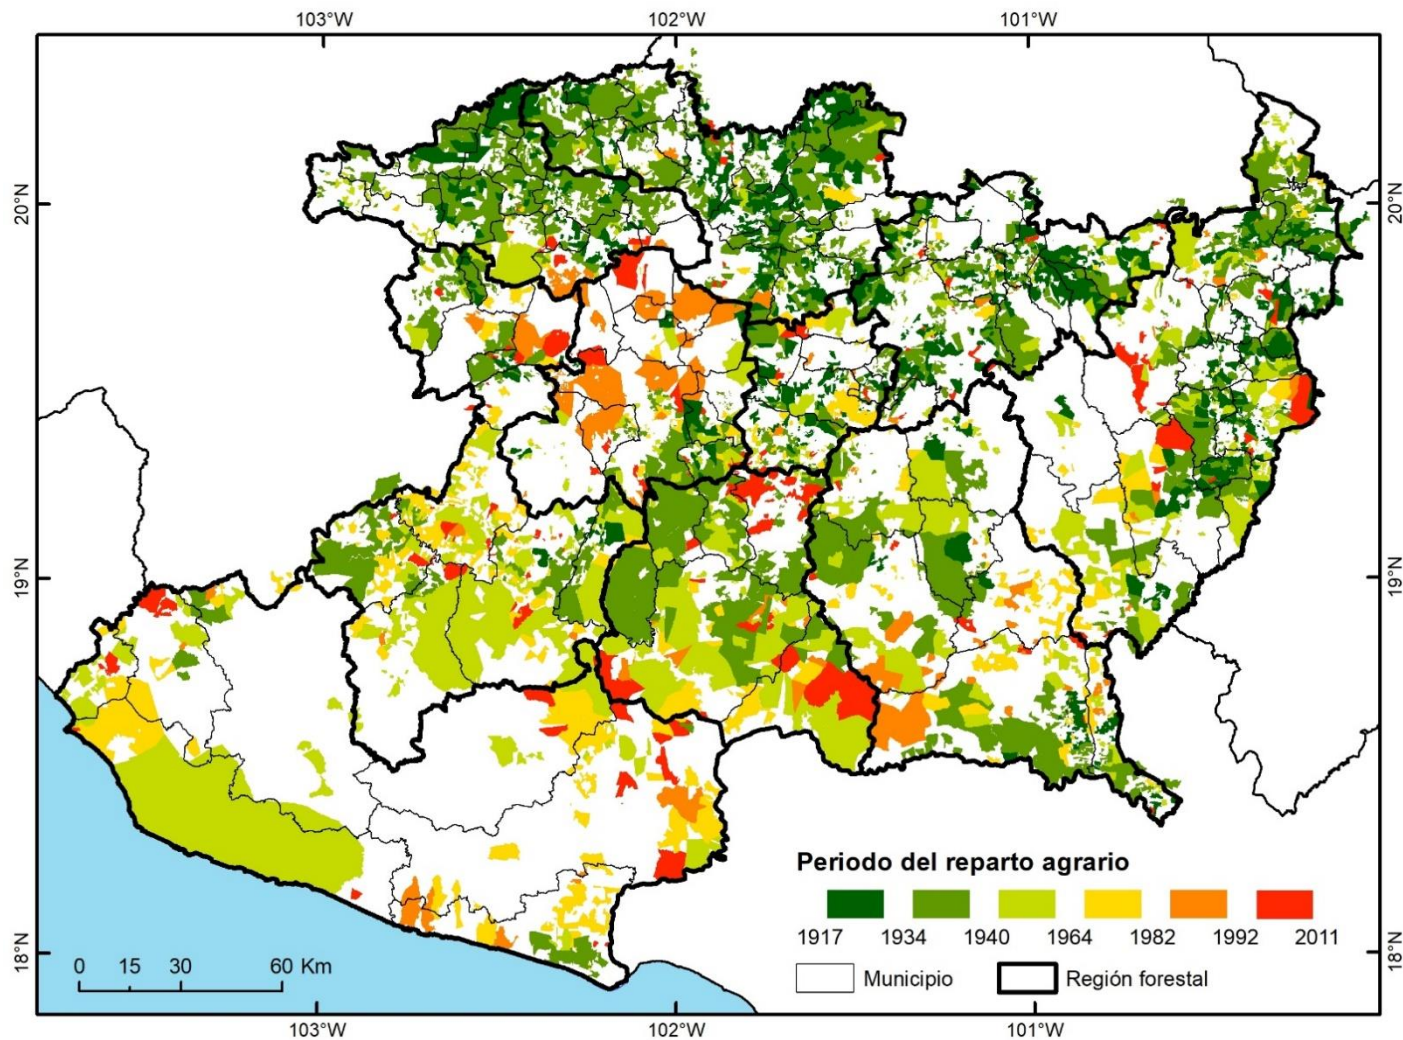 103°W 102°W 101°W
20°N 20°N
19°N 19°N
Periodo del reparto agrario
1917 1934 1940 1964 1982 1992 2011
18°N 18°N
0 15 30 60 Km
Municipio Región forestal
103°W 102°W 101°W